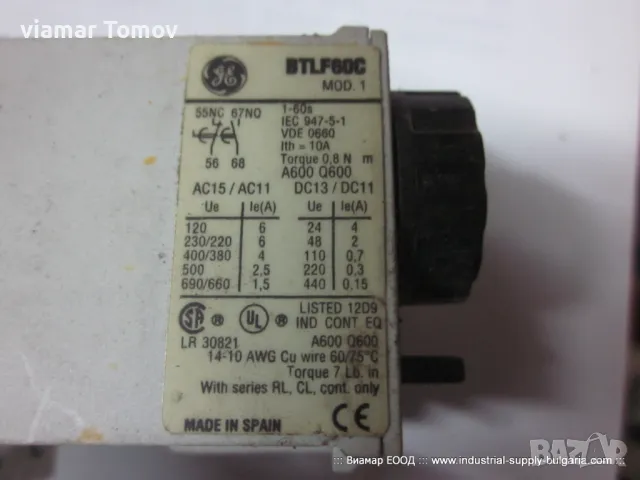 viamar Tomov
GE
BTLF60C
MOD. 1
55NC 67NO
56 68
1-60s
IEC 947-5-1
VDE 0660
Ith = 10A
Torque 0,8 N m
A600 Q600
AC15 / AC11 DC13 / DC11
Ue Ie(A) Ue Ie(A)
120 6 24 4
230/220 6 48 2
400/380 4 110 0,7
500 2,5 220 0,3
690/660 1,5 440 0,15
SA ® UL ® LISTED 12D9
IND CONT EQ
LR 30821 A600 Q600
14-10 AWG Cu wire 60/75°C
Torque 7 Lb. in
With series RL, CL, cont. only
MADE IN SPAIN CE
BAZAR
::: Виамар ЕООД ::: www.industrial-supply-bulgaria.com :::